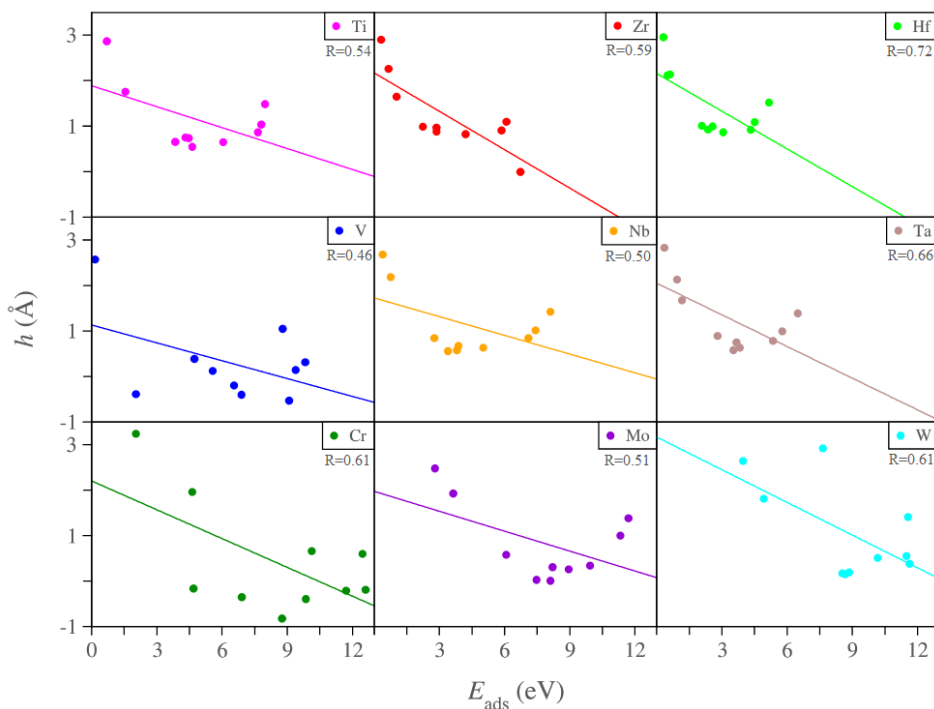 3
1
-1
Ti
R=0.54
Zr
R=0.59
Hf
R=0.72
3
1
-1
V
R=0.46
Nb
R=0.50
Ta
R=0.66
3
1
-1
Cr
R=0.61
Mo
R=0.51
W
R=0.61
h (Å)
0 3 6 9 12 0 3 6 9 12 0 3 6 9 12
E_ads (eV)